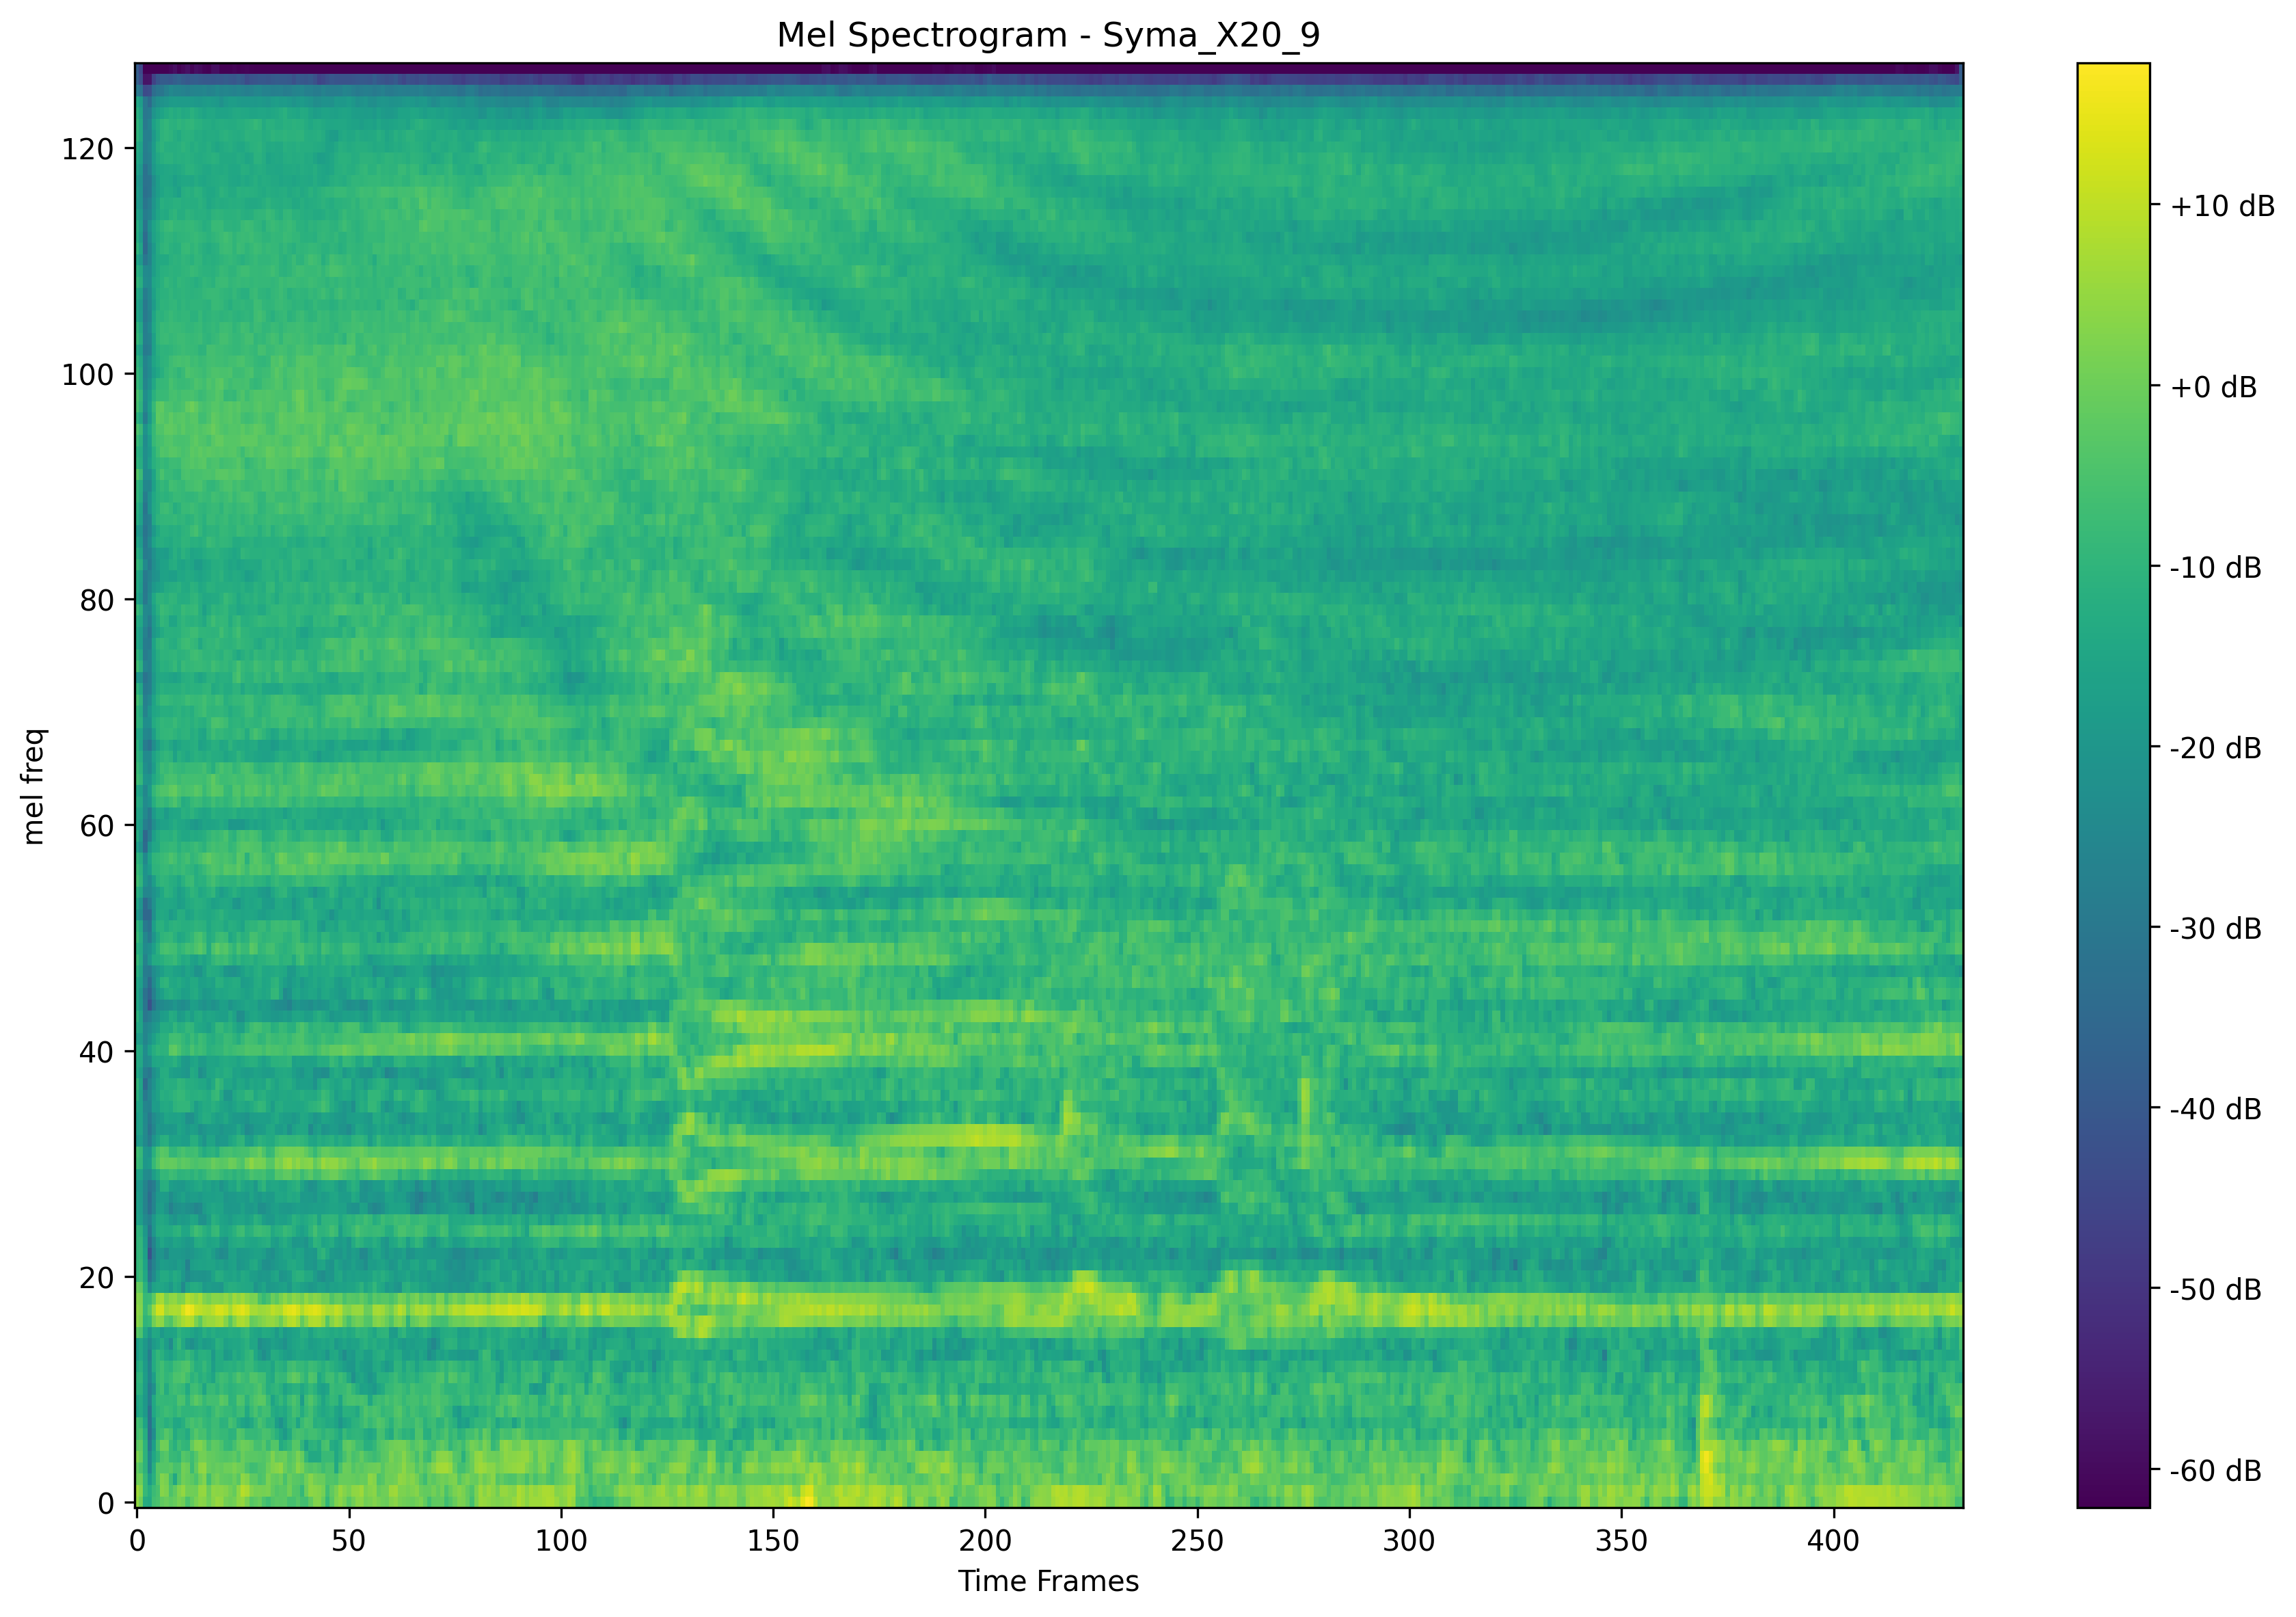 Mel Spectrogram - Syma_X20_9
mel freq
120
100
80
60
40
20
0
0 50 100 150 200 250 300 350 400
Time Frames
+10 dB
+0 dB
-10 dB
-20 dB
-30 dB
-40 dB
-50 dB
-60 dB